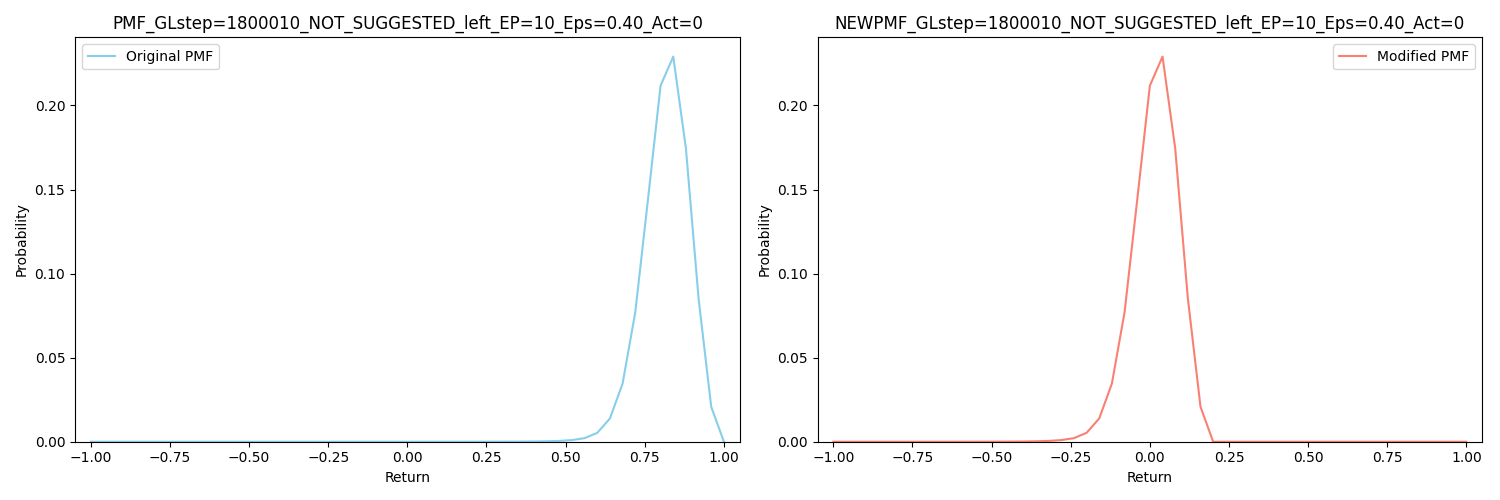 PMF_GLstep=1800010_NOT_SUGGESTED_left_EP=10_Eps=0.40_Act=0
Original PMF
Probability
0.20
0.15
0.10
0.05
0.00
−1.00 −0.75 −0.50 −0.25 0.00 0.25 0.50 0.75 1.00
Return
NEWPMF_GLstep=1800010_NOT_SUGGESTED_left_EP=10_Eps=0.40_Act=0
Modified PMF
Probability
0.20
0.15
0.10
0.05
0.00
−1.00 −0.75 −0.50 −0.25 0.00 0.25 0.50 0.75 1.00
Return